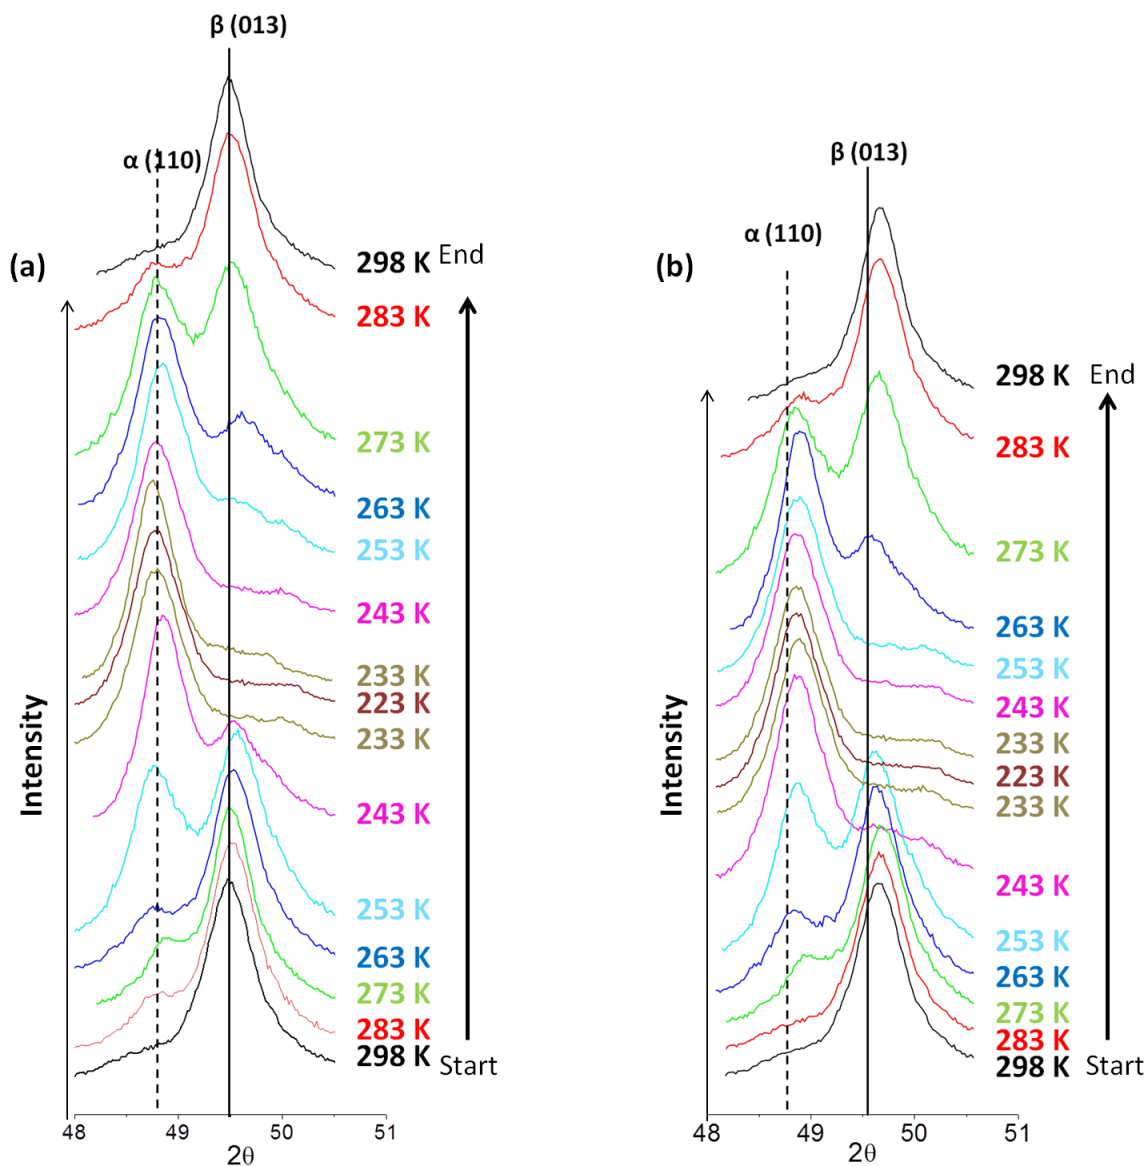 β (013)
α (110)
(a)
298 K
End
283 K
273 K
263 K
253 K
243 K
233 K
223 K
233 K
243 K
253 K
263 K
273 K
283 K
298 K
Start
Intensity
48
49
50
51
2θ
β (013)
α (110)
(b)
298 K
End
283 K
273 K
263 K
253 K
243 K
233 K
223 K
233 K
243 K
253 K
263 K
273 K
283 K
298 K
Start
Intensity
48
49
50
51
2θ